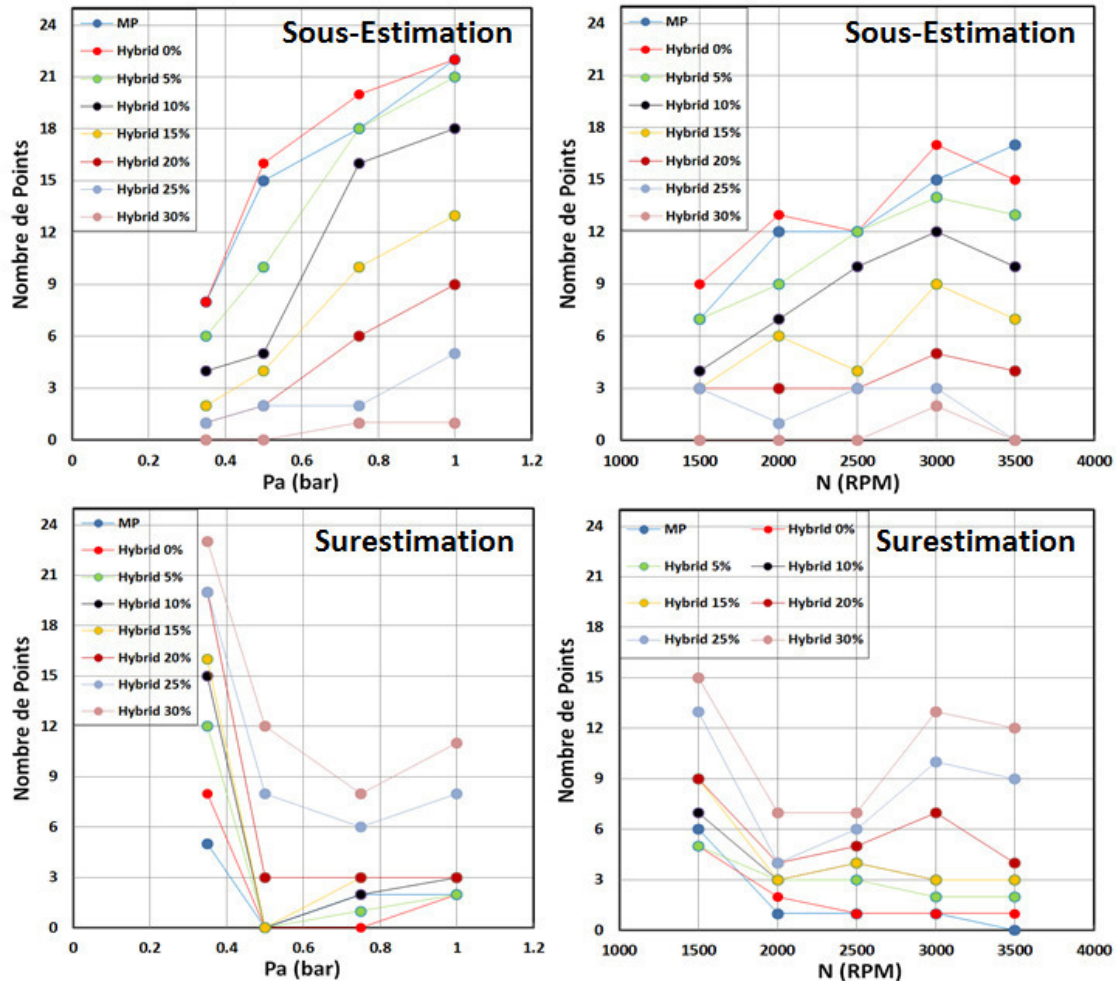 Sous-Estimation
MP
Hybrid 0%
Hybrid 5%
Hybrid 10%
Hybrid 15%
Hybrid 20%
Hybrid 25%
Hybrid 30%
Nombre de Points
24
21
18
15
12
9
6
3
0
0 0.2 0.4 0.6 0.8 1 1.2
Pa (bar)
Sous-Estimation
MP
Hybrid 0%
Hybrid 5%
Hybrid 10%
Hybrid 15%
Hybrid 20%
Hybrid 25%
Hybrid 30%
Nombre de Points
24
21
18
15
12
9
6
3
0
1000 1500 2000 2500 3000 3500 4000
N (RPM)
Surestimation
MP
Hybrid 0%
Hybrid 5%
Hybrid 10%
Hybrid 15%
Hybrid 20%
Hybrid 25%
Hybrid 30%
Nombre de Points
24
21
18
15
12
9
6
3
0
0 0.2 0.4 0.6 0.8 1 1.2
Pa (bar)
Surestimation
MP Hybrid 0%
Hybrid 5% Hybrid 10%
Hybrid 15% Hybrid 20%
Hybrid 25% Hybrid 30%
Nombre de Points
24
21
18
15
12
9
6
3
0
1000 1500 2000 2500 3000 3500 4000
N (RPM)